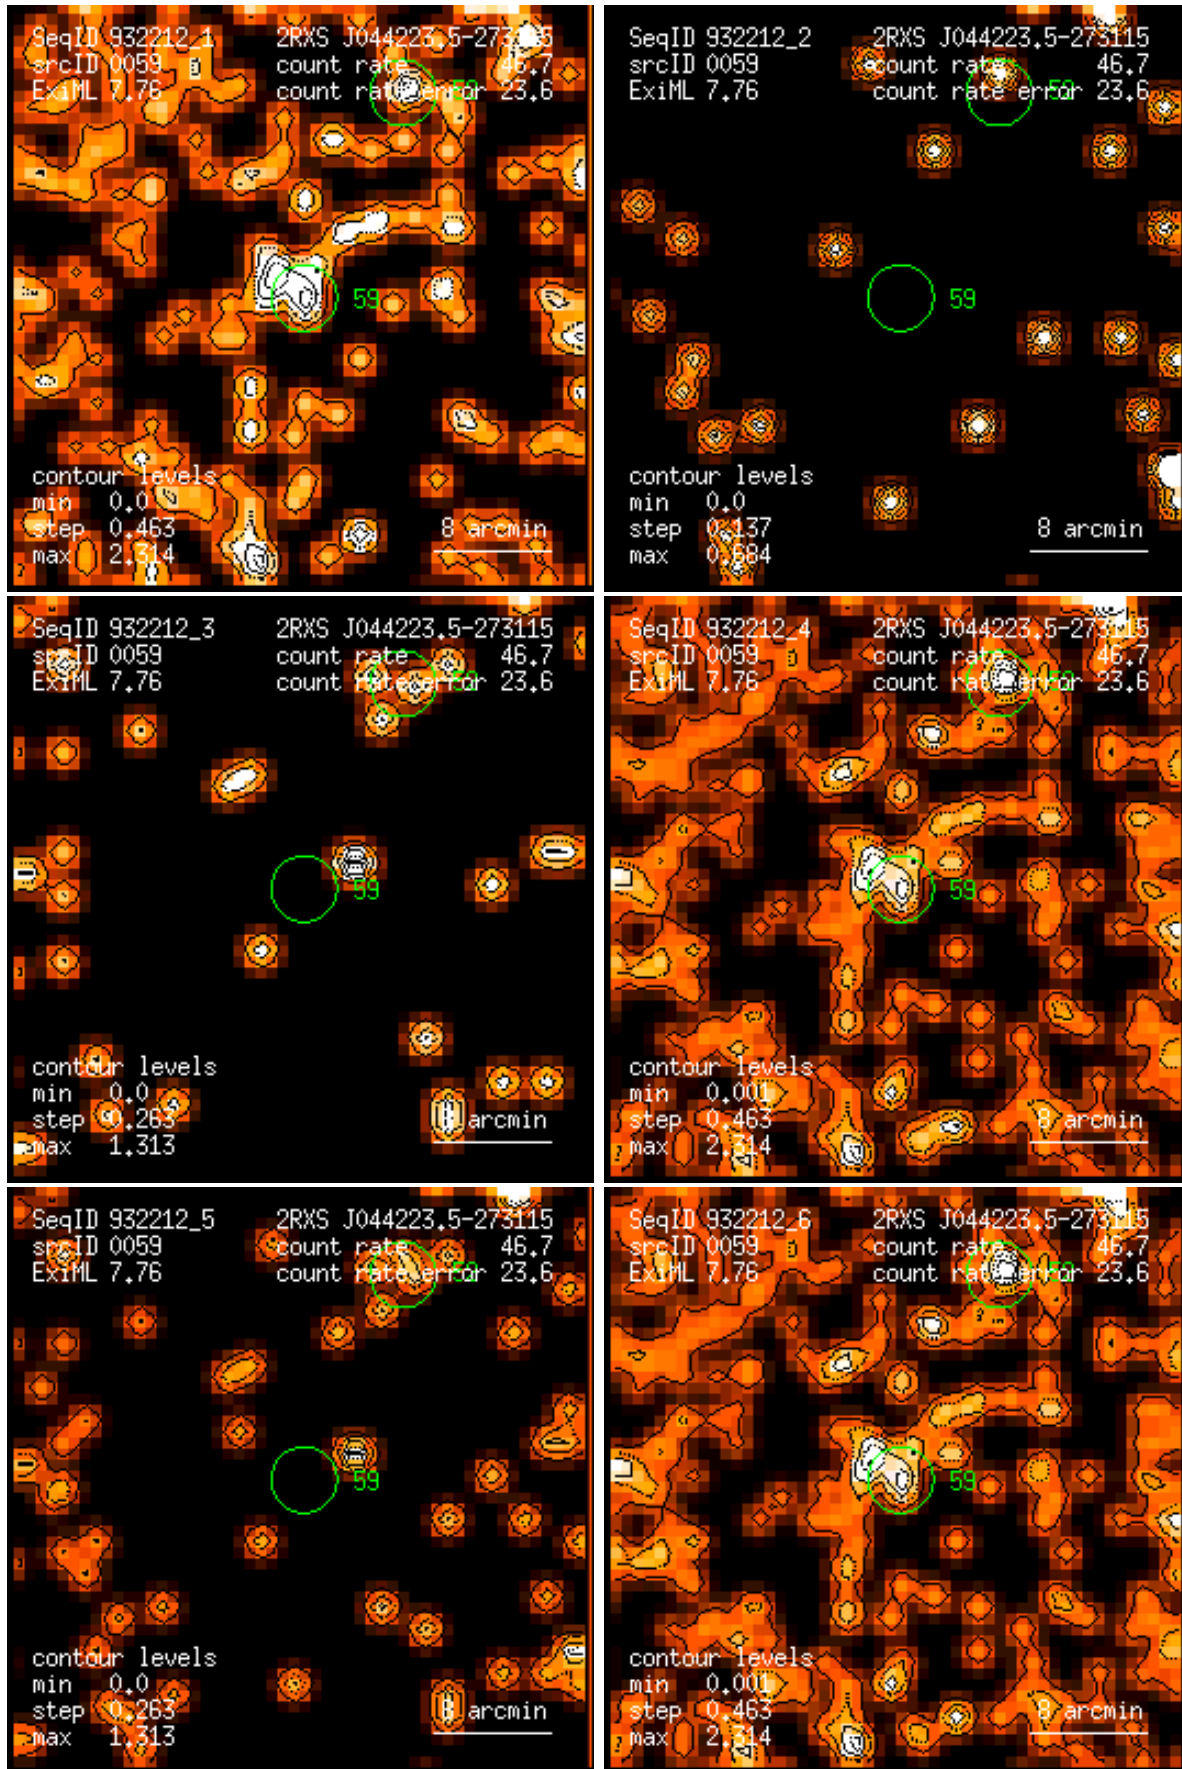 SeqID 932212_1 2RXS J044223.5-273115
srcID 0059 count rate 46.7
ExiML 7.76 count rate error 23.6
59
59
contour levels
min 0.0
step 0.463
max 2.314
8 arcmin
SeqID 932212_2 2RXS J044223.5-273115
srcID 0059 count rate 46.7
ExiML 7.76 count rate error 23.6
59
59
contour levels
min 0.0
step 0.137
max 0.684
8 arcmin
SeqID 932212_3 2RXS J044223.5-273115
srcID 0059 count rate 46.7
ExiML 7.76 count rate error 23.6
59
59
contour levels
min 0.0
step 0.263
max 1.313
8 arcmin
SeqID 932212_4 2RXS J044223.5-273115
srcID 0059 count rate 46.7
ExiML 7.76 count rate error 23.6
59
59
contour levels
min 0.001
step 0.463
max 2.314
8 arcmin
SeqID 932212_5 2RXS J044223.5-273115
srcID 0059 count rate 46.7
ExiML 7.76 count rate error 23.6
59
59
contour levels
min 0.0
step 0.263
max 1.313
8 arcmin
SeqID 932212_6 2RXS J044223.5-273115
srcID 0059 count rate 46.7
ExiML 7.76 count rate error 23.6
59
59
contour levels
min 0.001
step 0.463
max 2.314
8 arcmin